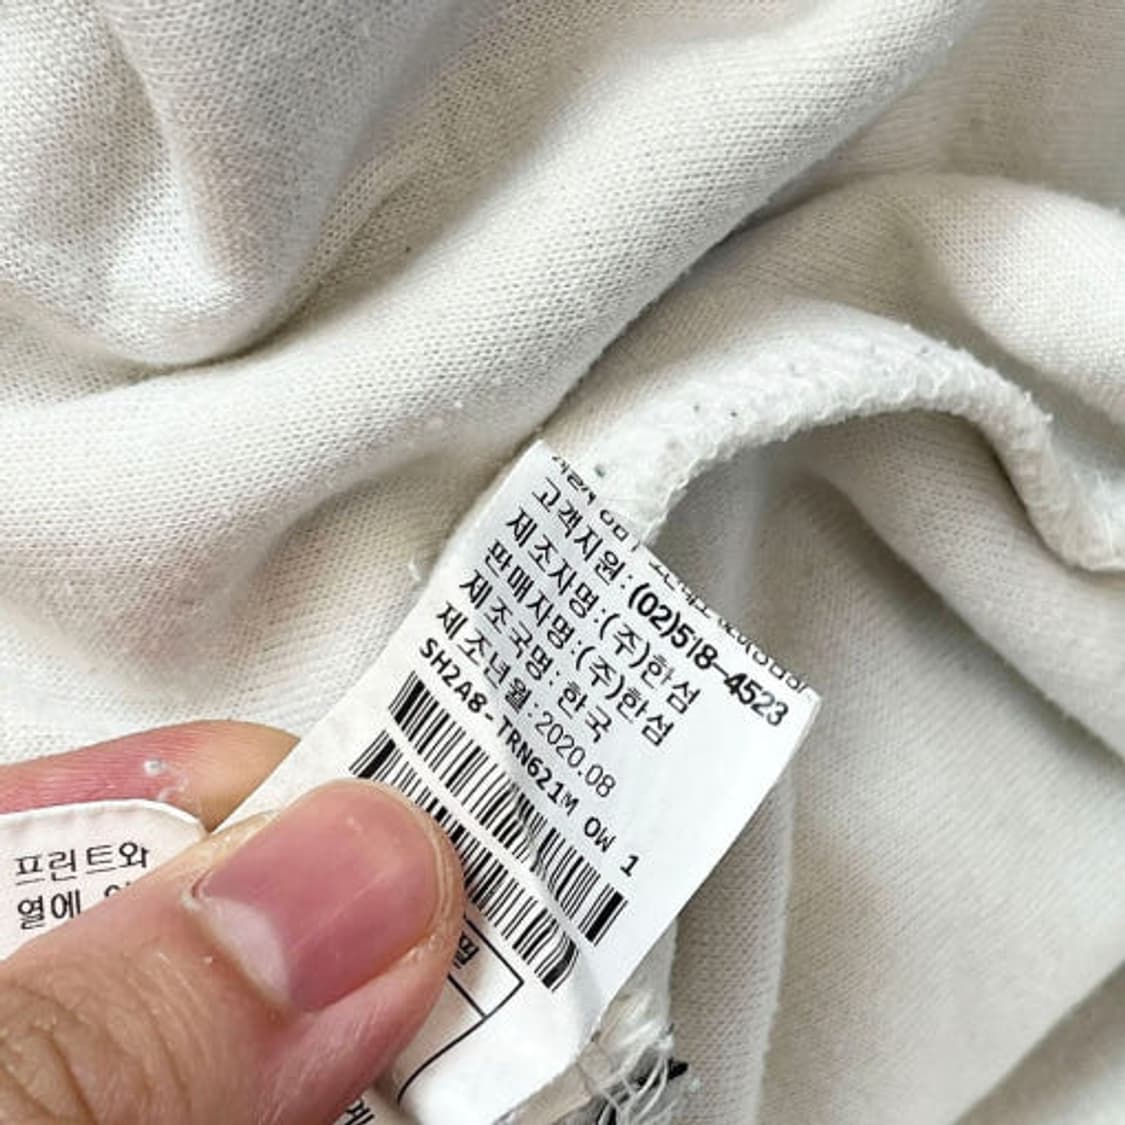 고객지원:(02)518-4523
제조자명:(주)한섬
판매자명:(주)한섬
제조국명:한국
제조년월:2020.08
SH2A8-TRN621M OW 1
프린트와
열에